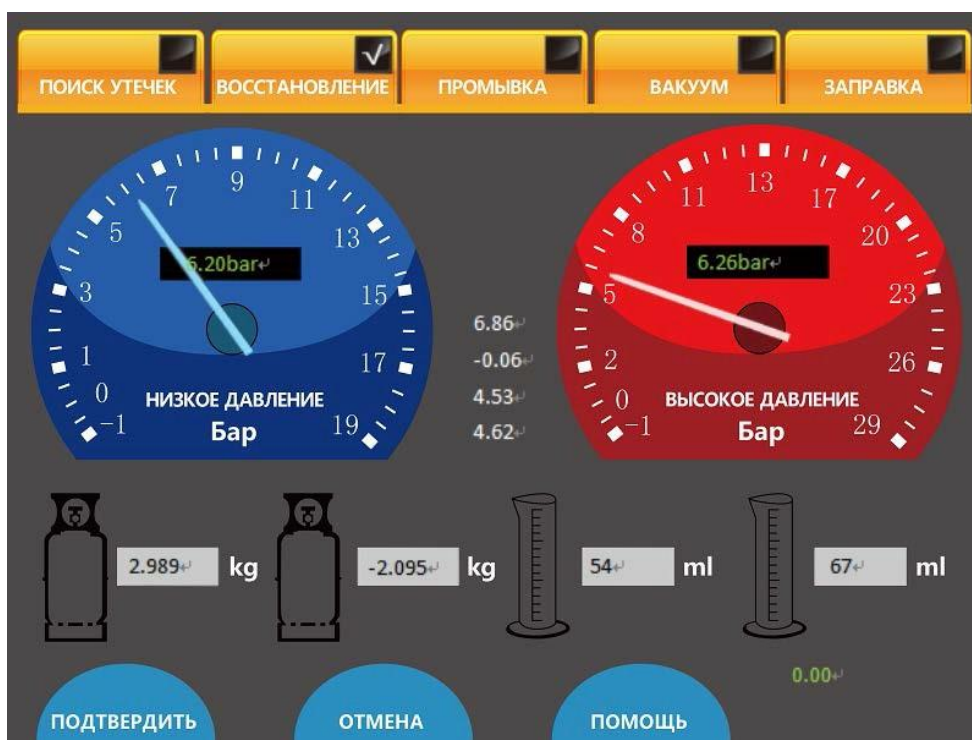 ПОИСК УТЕЧЕК
ВОССТАНОВЛЕНИЕ
√
ПРОМЫВКА
ВАКУУМ
ЗАПРАВКА
-1
0
1
3
5
7
9
11
13
15
17
19
6.20bar↵
НИЗКОЕ ДАВЛЕНИЕ
Бар
6.86↵
-0.06↵
4.53↵
4.62↵
-1
0
2
5
8
11
13
17
20
23
26
29
6.26bar↵
ВЫСОКОЕ ДАВЛЕНИЕ
Бар
2.989↵ kg
-2.095↵ kg
54↵ ml
67↵ ml
0.00↵
ПОДТВЕРДИТЬ
ОТМЕНА
ПОМОЩЬ